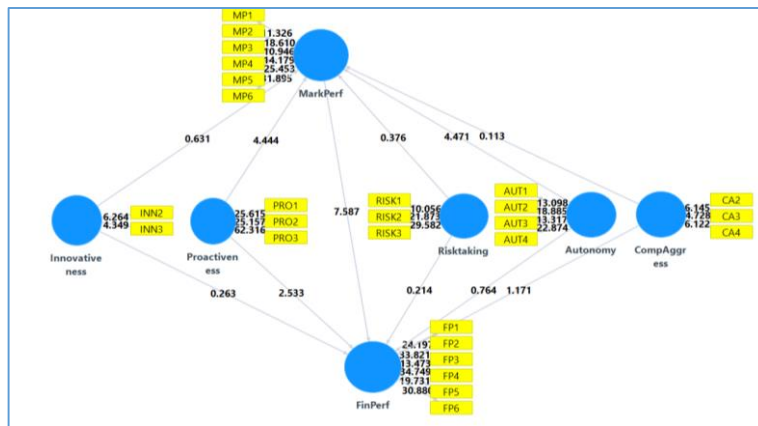 MP1
MP2
MP3
MP4
MP5
MP6
11.326
18.610
10.946
14.179
25.453
31.895
MarkPerf
0.631
4.444
0.376
4.471
0.113
7.587
6.264
4.349
INN2
INN3
Innovative
ness
25.615
25.157
62.316
PRO1
PRO2
PRO3
Proactiven
ess
RISK1
RISK2
RISK3
10.056
21.873
29.582
Risktaking
AUT1
AUT2
AUT3
AUT4
13.098
18.885
13.317
22.874
Autonomy
6.145
4.728
6.122
CA2
CA3
CA4
CompAggr
ess
0.263
2.533
0.214
0.764
1.171
24.197
33.821
13.473
34.749
19.731
30.880
FP1
FP2
FP3
FP4
FP5
FP6
FinPerf